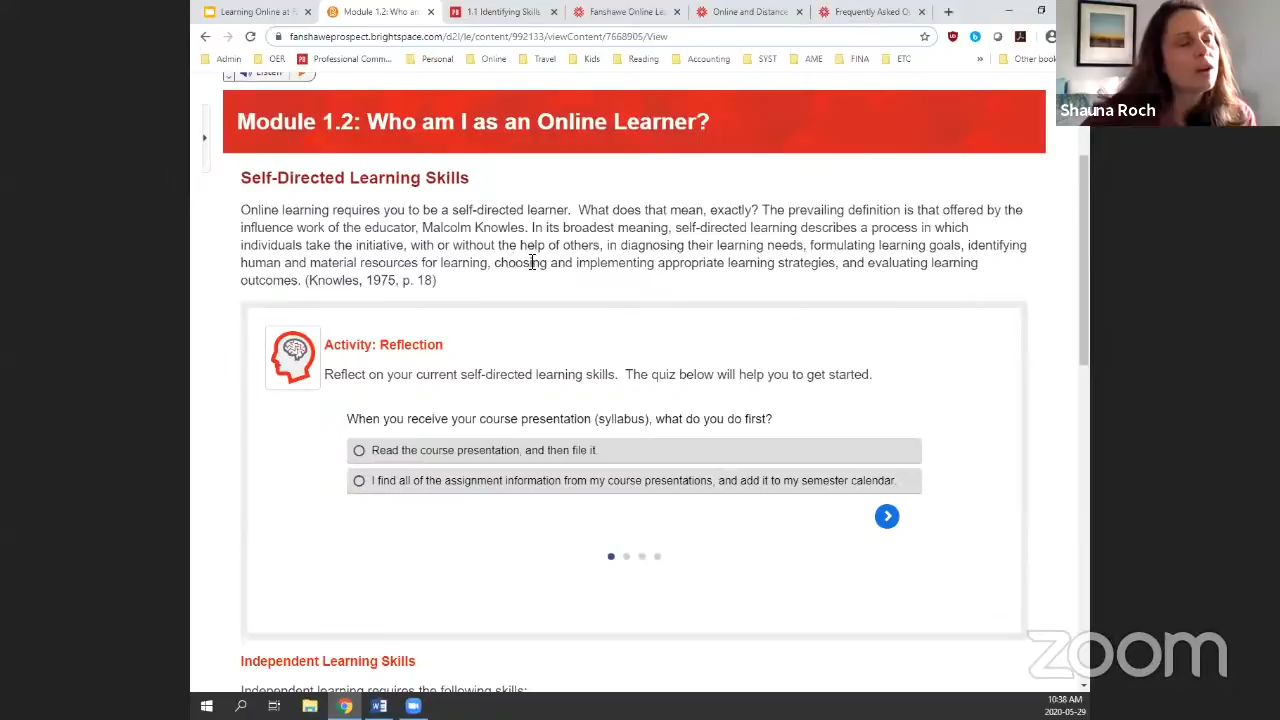 Learning Online at F
Module 1.2: Who am
1.1 Identifying Skills
Fanshawe Online Le
Online and Distance
Frequently Asked Q
fanshaweprospect.brightspace.com/d2l/le/content/992133/viewContent/7668905/View
Admin OER Professional Comm... Personal Online Travel Kids Reading Accounting SYST AME FINA ETC » Other book
Listen
Shauna Roch
Module 1.2: Who am I as an Online Learner?
Self-Directed Learning Skills
Online learning requires you to be a self-directed learner. What does that mean, exactly? The prevailing definition is that offered by the
influence work of the educator, Malcolm Knowles. In its broadest meaning, self-directed learning describes a process in which
individuals take the initiative, with or without the help of others, in diagnosing their learning needs, formulating learning goals, identifying
human and material resources for learning, choosing and implementing appropriate learning strategies, and evaluating learning
outcomes. (Knowles, 1975, p. 18)
Activity: Reflection
Reflect on your current self-directed learning skills. The quiz below will help you to get started.
When you receive your course presentation (syllabus), what do you do first?
Read the course presentation, and then file it.
I find all of the assignment information from my course presentations, and add it to my semester calendar.
Independent Learning Skills
Independent learning requires the following skills:
zoom
10:38 AM
2020-05-29